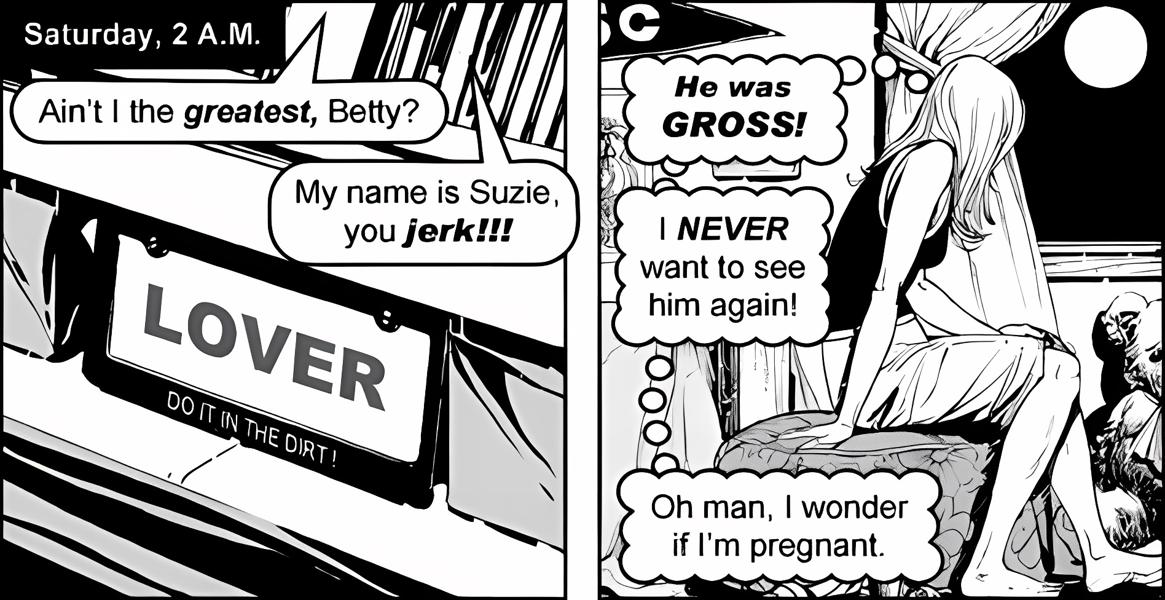 Saturday, 2 A.M.
Ain't I the greatest, Betty?
My name is Suzie,
you jerk!!!
LOVER
DO IT IN THE DIRT!
SC
He was
GROSS!
I NEVER
want to see
him again!
Oh man, I wonder
if I'm pregnant.